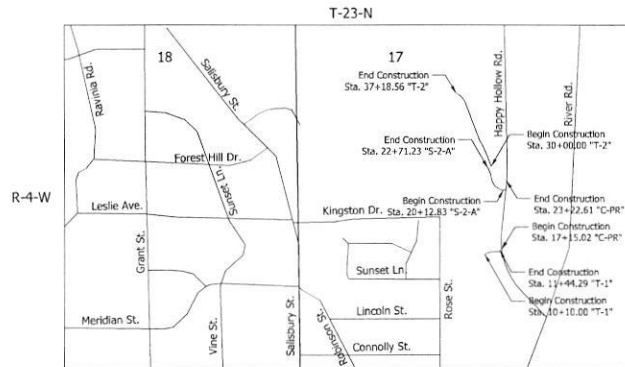 T-23-N
18
17
R-4-W
Ravinia Rd.
Salisbury St.
Happy Hollow Rd.
River Rd.
End Construction
Sta. 37+18.56 "T-2"
Begin Construction
Sta. 30+00.00 "T-2"
End Construction
Sta. 22+71.23 "S-2-A"
Forest Hill Dr.
Sunset Ln.
Begin Construction
Sta. 20+12.83 "S-2-A"
End Construction
Sta. 23+22.61 "C-PR"
Leslie Ave.
Kingston Dr.
Begin Construction
Sta. 17+15.02 "C-PR"
Grant St.
Sunset Ln.
Rose St.
End Construction
Sta. 11+44.29 "T-1"
Begin Construction
Sta. 10+10.00 "T-1"
Meridian St.
Vine St.
Salisbury St.
Robinson St.
Lincoln St.
Connolly St.